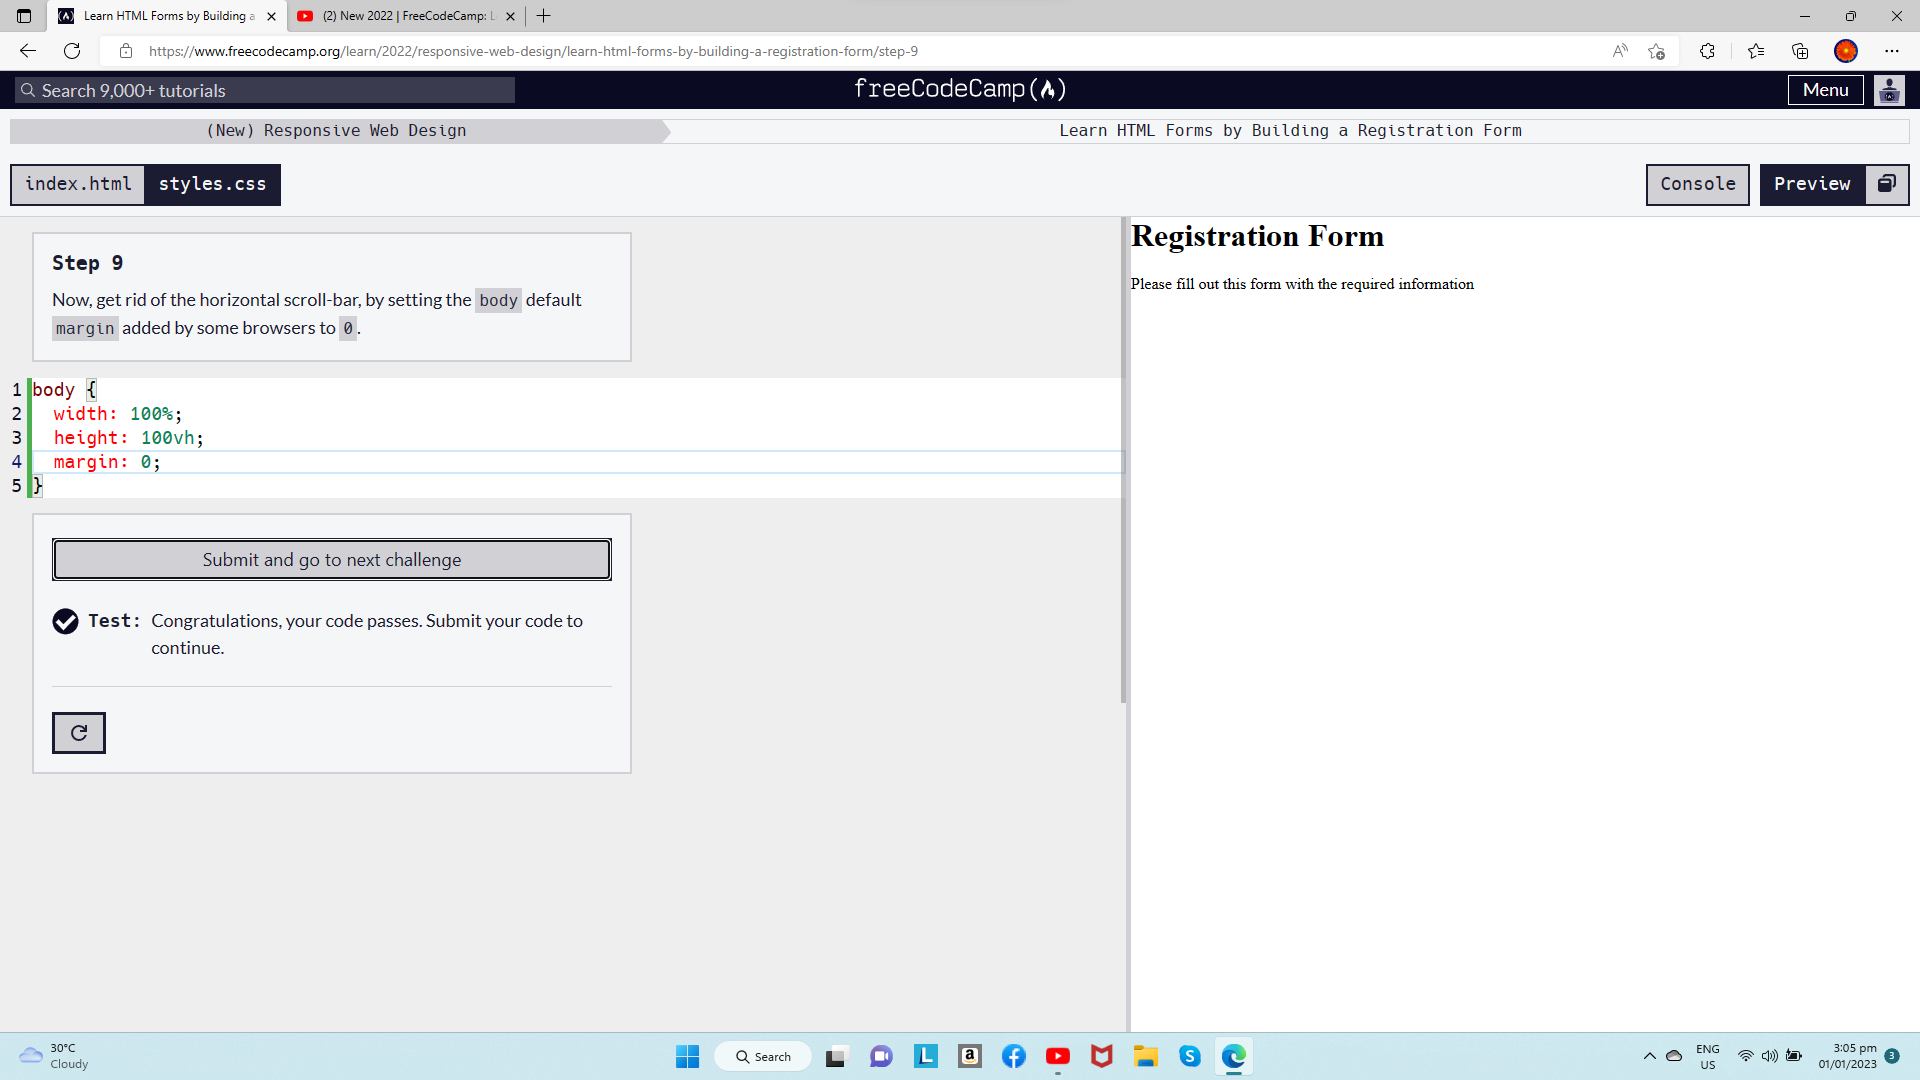 Learn HTML Forms by Building a
(2) New 2022 | FreeCodeCamp: L
https://www.freecodecamp.org/learn/2022/responsive-web-design/learn-html-forms-by-building-a-registration-form/step-9
Search 9,000+ tutorials
freeCodeCamp
Menu
(New) Responsive Web Design
Learn HTML Forms by Building a Registration Form
index.html
styles.css
Console
Preview
Step 9
Now, get rid of the horizontal scroll-bar, by setting the body default
margin added by some browsers to 0.
1 body {
2 width: 100%;
3 height: 100vh;
4 margin: 0;
5 }
Submit and go to next challenge
Test: Congratulations, your code passes. Submit your code to
continue.
Registration Form
Please fill out this form with the required information
30°C
Cloudy
Search
ENG
US
3:05 pm
01/01/2023
3